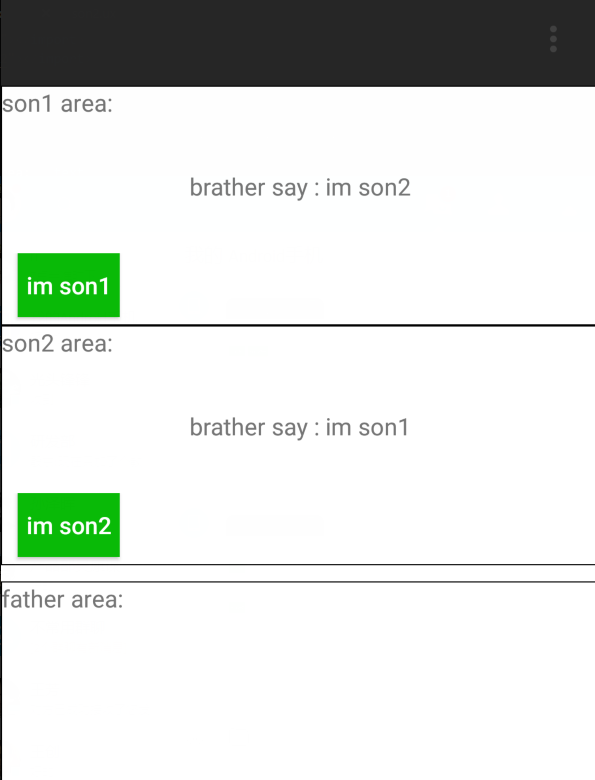 son1 area:
brather say : im son2
im son1
son2 area:
brather say : im son1
im son2
father area: